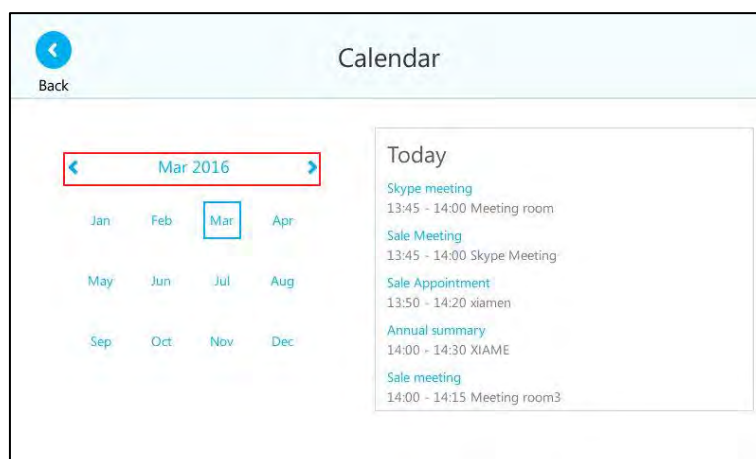 Calendar
Back
Mar 2016
Jan Feb Mar Apr
May Jun Jul Aug
Sep Oct Nov Dec
Today
Skype meeting
13:45 - 14:00 Meeting room
Sale Meeting
13:45 - 14:00 Skype Meeting
Sale Appointment
13:50 - 14:20 xiamen
Annual summary
14:00 - 14:30 XIAME
Sale meeting
14:00 - 14:15 Meeting room3